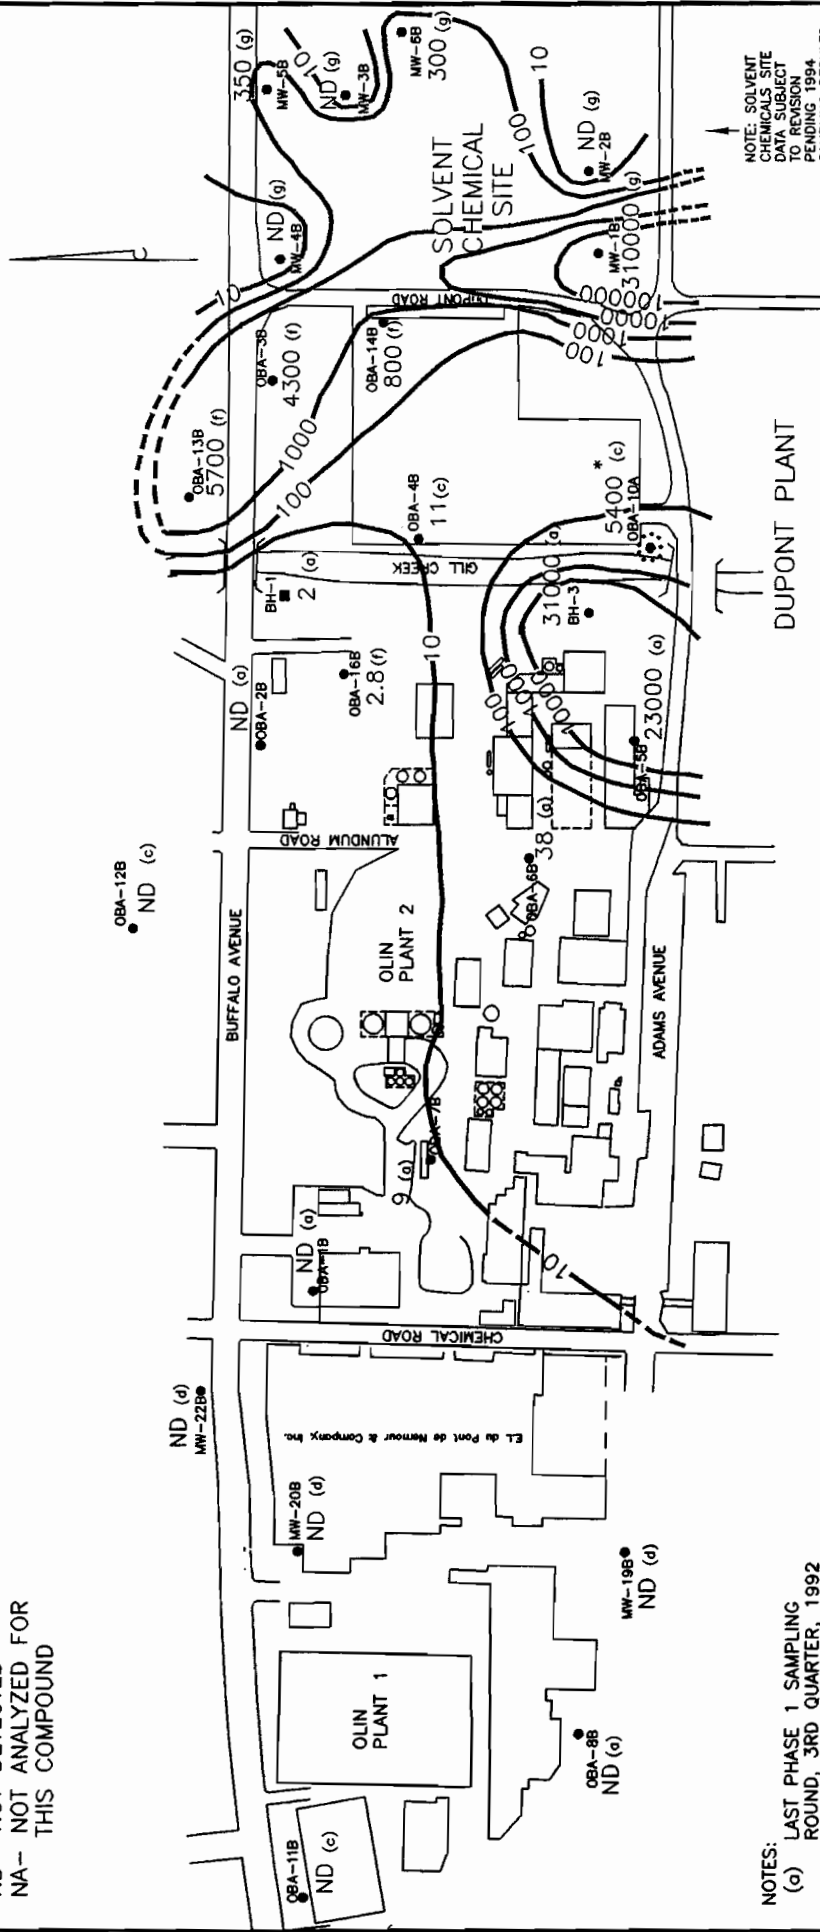 NA- NOT ANALYZED FOR
THIS COMPOUND
OBA-11B
ND (c)
OLIN
PLANT 1
OBA-8B
ND (a)
MW-19B
ND (d)
MW-20B
ND (d)
MW-22B
ND (d)
E.I. du Pont de Nemour & Company, Inc.
CHEMICAL ROAD
ND (a)
OBA-1B
9 (a)
OBA-7B
10
BUFFALO AVENUE
OLIN
PLANT 2
ADAMS AVENUE
OBA-12B
ND (c)
ALUNDUM ROAD
OBA-6B
38 (a)
ND (a)
OBA-2B
OBA-16B
2.8 (f)
10
OBA-5B
23000 (a)
100
1000
10000
BH-1
2 (a)
GILL CREEK
31000 (a)
BH-3
DUPONT PLANT
OBA-4B
11 (c)
5400 * (c)
OBA-10A
OBA-13B
5700 (f)
100
1000
OBA-3B
4300 (f)
OBA-14B
800 (f)
DUPONT ROAD
100
1000
10000
100000
10
ND (g)
MW-4B
SOLVENT
CHEMICAL
SITE
MW-1B
310000 (g)
350 (g)
MW-5B
10
ND (g)
MW-3B
MW-6B
300 (g)
100
10
ND (g)
MW-2B
NOTE: SOLVENT
CHEMICALS SITE
DATA SUBJECT
TO REVISION
PENDING 1994
NOTES:
(a) LAST PHASE 1 SAMPLING
ROUND, 3RD QUARTER, 1992